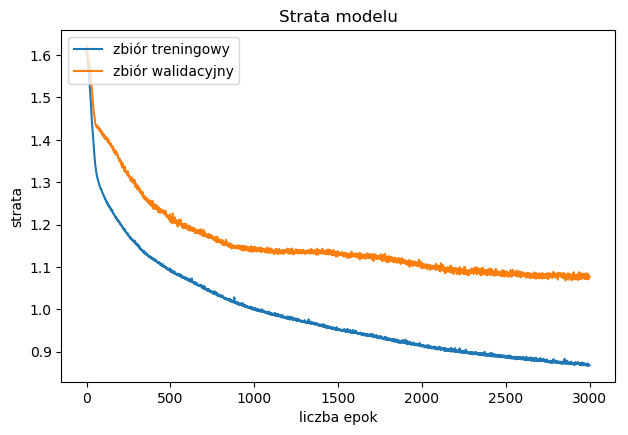 Strata modelu
zbiór treningowy
zbiór walidacyjny
1.6
1.5
1.4
1.3
1.2
1.1
1.0
0.9
strata
0 500 1000 1500 2000 2500 3000
liczba epok